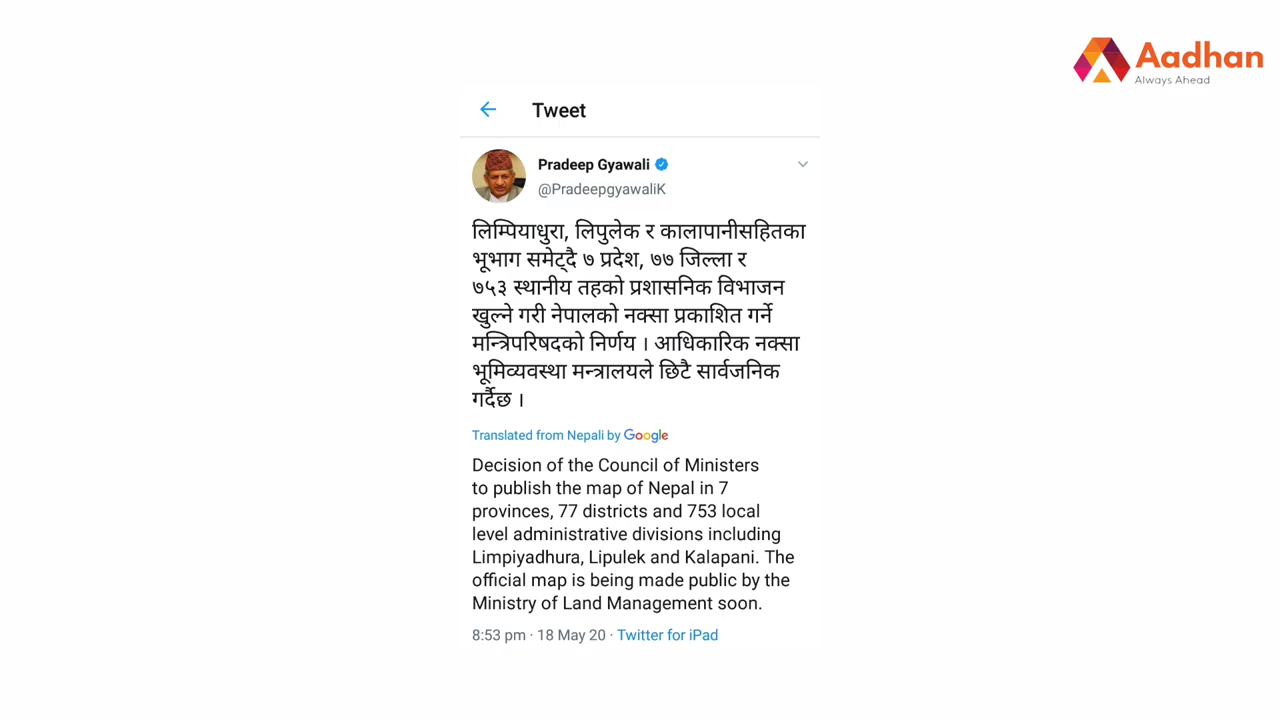 Aadhan
Always Ahead
Tweet
Pradeep Gyawali
@PradeepgyawaliK
लिम्पियाधुरा, लिपुलेक र कालापानीसहितका
भूभाग समेट्दै ७ प्रदेश, ७७ जिल्ला र
७५३ स्थानीय तहको प्रशासनिक विभाजन
खुल्ने गरी नेपालको नक्सा प्रकाशित गर्ने
मन्त्रिपरिषदको निर्णय । आधिकारिक नक्सा
भूमिव्यवस्था मन्त्रालयले छिटै सार्वजनिक
गर्दैछ ।
Translated from Nepali by Google
Decision of the Council of Ministers
to publish the map of Nepal in 7
provinces, 77 districts and 753 local
level administrative divisions including
Limpiyadhura, Lipulek and Kalapani. The
official map is being made public by the
Ministry of Land Management soon.
8:53 pm · 18 May 20 · Twitter for iPad